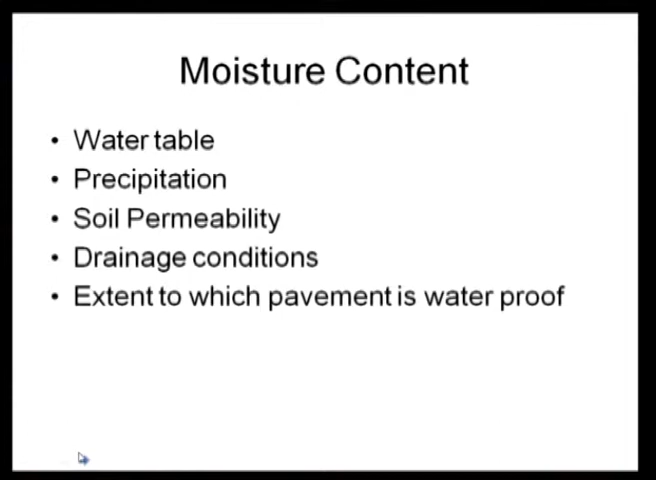 Moisture Content
• Water table
• Precipitation
• Soil Permeability
• Drainage conditions
• Extent to which pavement is water proof